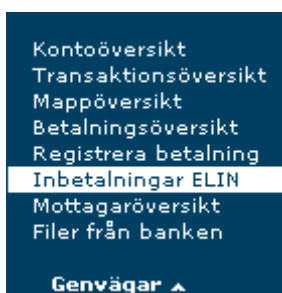 Kontoöversikt
Transaktionsöversikt
Mappöversikt
Betalningsöversikt
Registrera betalning
Inbetalningar ELIN
Mottagaröversikt
Filer från banken
Genvägar